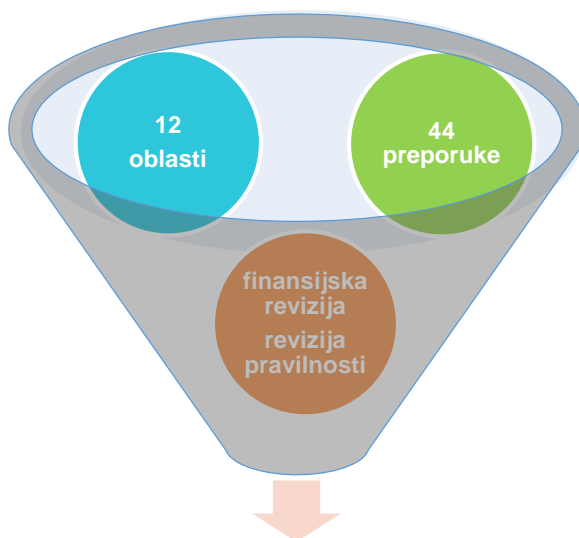 12
oblasti
44
preporuke
finansijska
revizija
revizija
pravilnosti